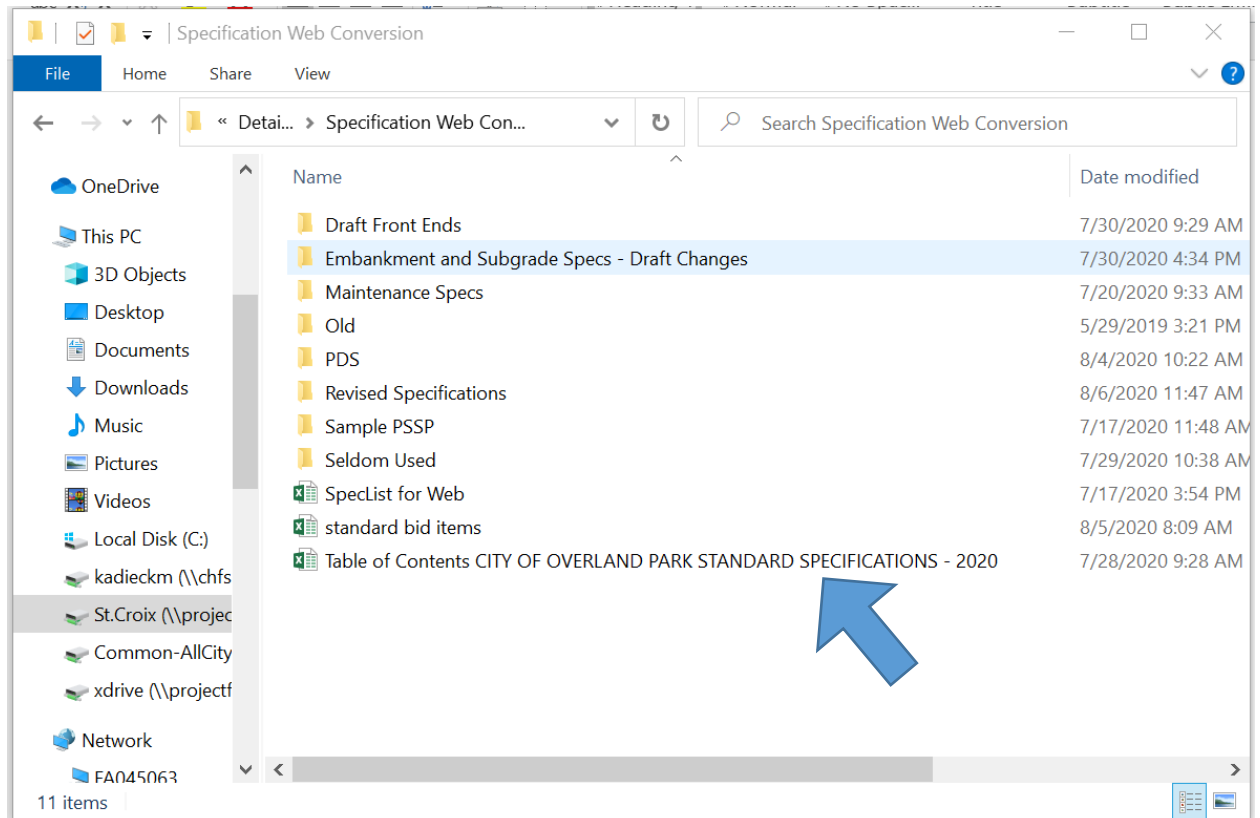 Specification Web Conversion
File Home Share View
?
« Detai... > Specification Web Con...
Search Specification Web Conversion
OneDrive
This PC
3D Objects
Desktop
Documents
Downloads
Music
Pictures
Videos
Local Disk (C:)
kadieckm (\\chfs
St.Croix (\\projec
Common-AllCity
xdrive (\\projectf
Network
FA045063
Name Date modified
Draft Front Ends 7/30/2020 9:29 AM
Embankment and Subgrade Specs - Draft Changes 7/30/2020 4:34 PM
Maintenance Specs 7/20/2020 9:33 AM
Old 5/29/2019 3:21 PM
PDS 8/4/2020 10:22 AM
Revised Specifications 8/6/2020 11:47 AM
Sample PSSP 7/17/2020 11:48 AM
Seldom Used 7/29/2020 10:38 AM
SpecList for Web 7/17/2020 3:54 PM
standard bid items 8/5/2020 8:09 AM
Table of Contents CITY OF OVERLAND PARK STANDARD SPECIFICATIONS - 2020 7/28/2020 9:28 AM
11 items